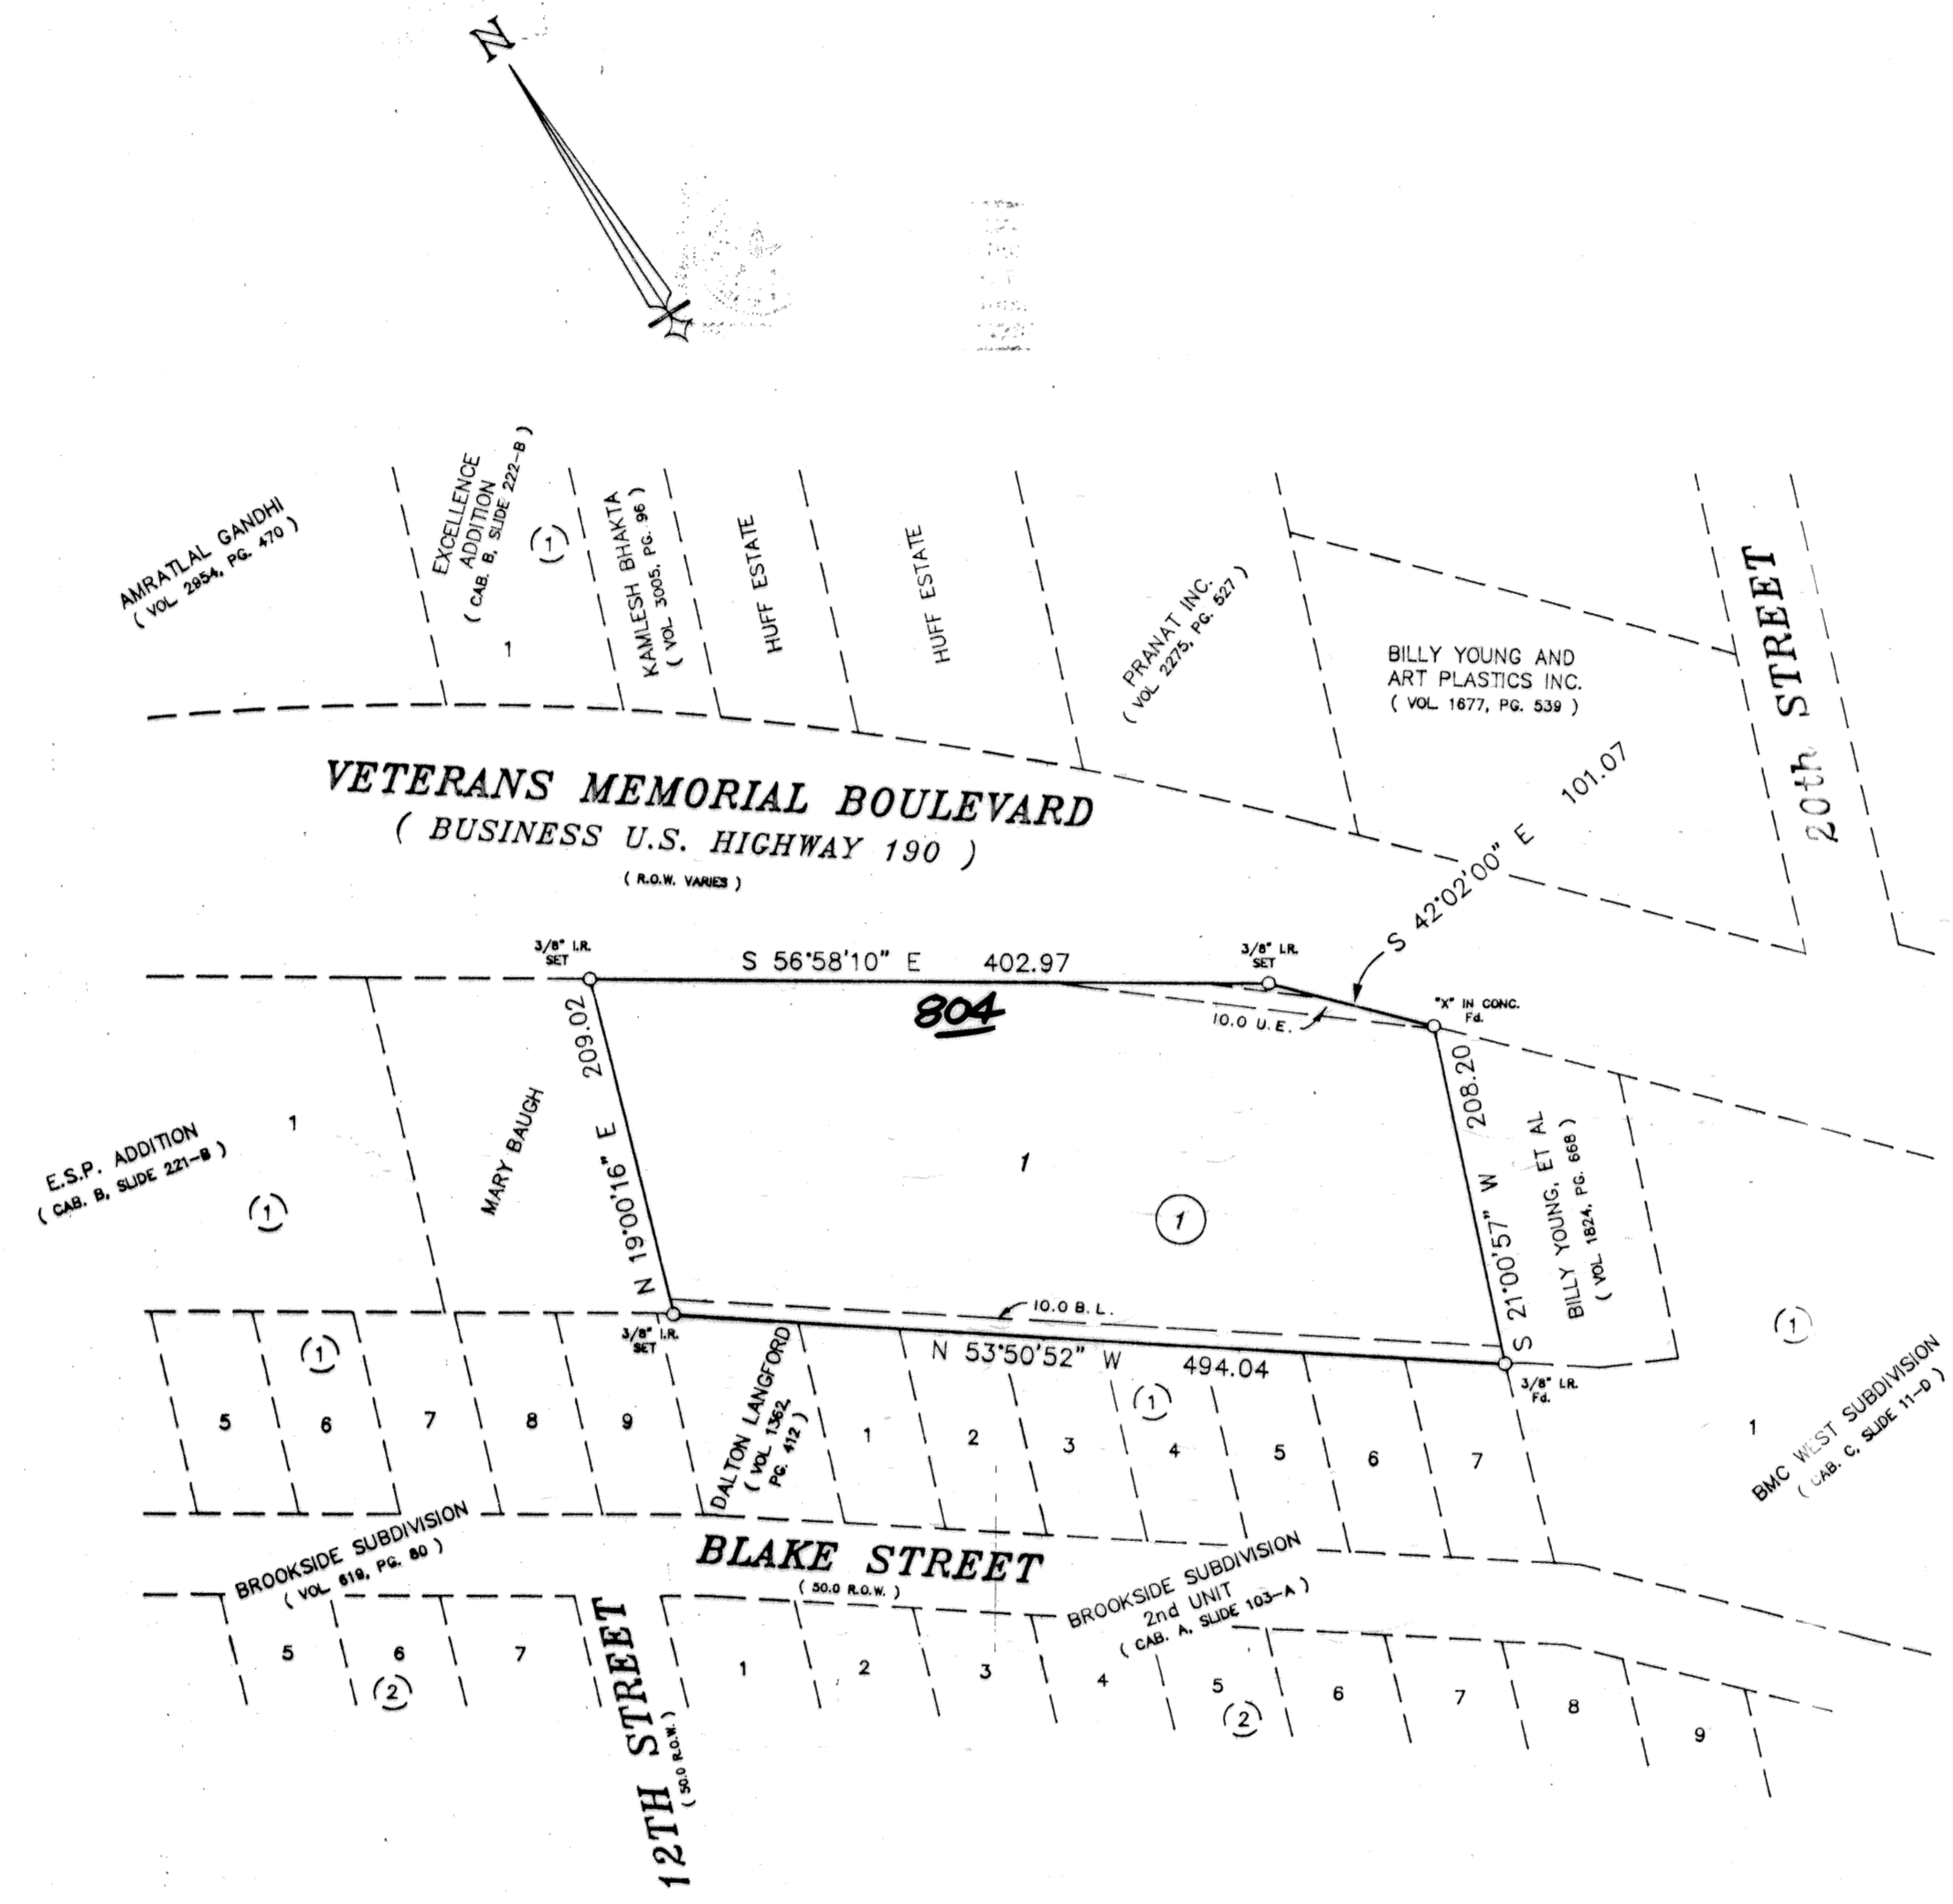 N
AMRATLAL GANDHI
( VOL 2954, PG. 470 )
EXCELLENCE
ADDITION
( CAB. B, SLIDE 222-B )
1
1
KAMLESH BHAKTA
( VOL 3005, PG. 96 )
HUFF ESTATE
HUFF ESTATE
PRANAT INC.
( VOL 2275, PG. 527 )
BILLY YOUNG AND
ART PLASTICS INC.
( VOL 1677, PG. 539 )
20th STREET
VETERANS MEMORIAL BOULEVARD
( BUSINESS U.S. HIGHWAY 190 )
( R.O.W. VARIES )
S 42°02'00" E 101.07
3/8" I.R.
SET
S 56°58'10" E 402.97
3/8" I.R.
SET
804
10.0 U.E.
"X" IN CONC.
Fd.
N 19°00'16" E 209.02
S 21°00'57" W 208.20
MARY BAUGH
E.S.P. ADDITION
( CAB. B, SLIDE 221-B )
1
1
1
1
BILLY YOUNG, ET AL
( VOL 1824, PG. 668 )
10.0 B.L.
N 53°50'52" W 494.04
3/8" I.R.
SET
3/8" I.R.
Fd.
1
BMC WEST SUBDIVISION
( CAB. C, SLIDE 11-D )
1
1
5
6
7
8
9
DALTON LANGFORD
( VOL 1362,
PG. 412 )
1
1
2
3
4
5
6
7
BROOKSIDE SUBDIVISION
( VOL 619, PG. 80 )
BLAKE STREET
( 50.0 R.O.W. )
BROOKSIDE SUBDIVISION
2nd UNIT
( CAB. A, SLIDE 103-A )
5
6
7
2
12TH STREET
( 50.0 R.O.W. )
1
2
3
4
5
6
7
8
9
2